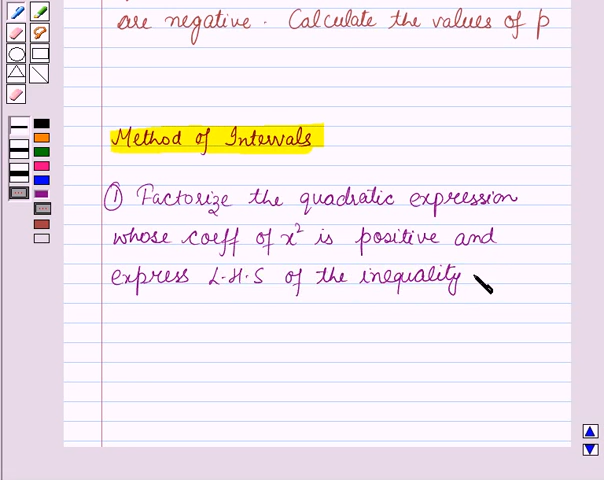 are negative. Calculate the values of p
Method of Intervals
① Factorize the quadratic expression
whose coeff of x² is positive and
express L.H.S of the inequality